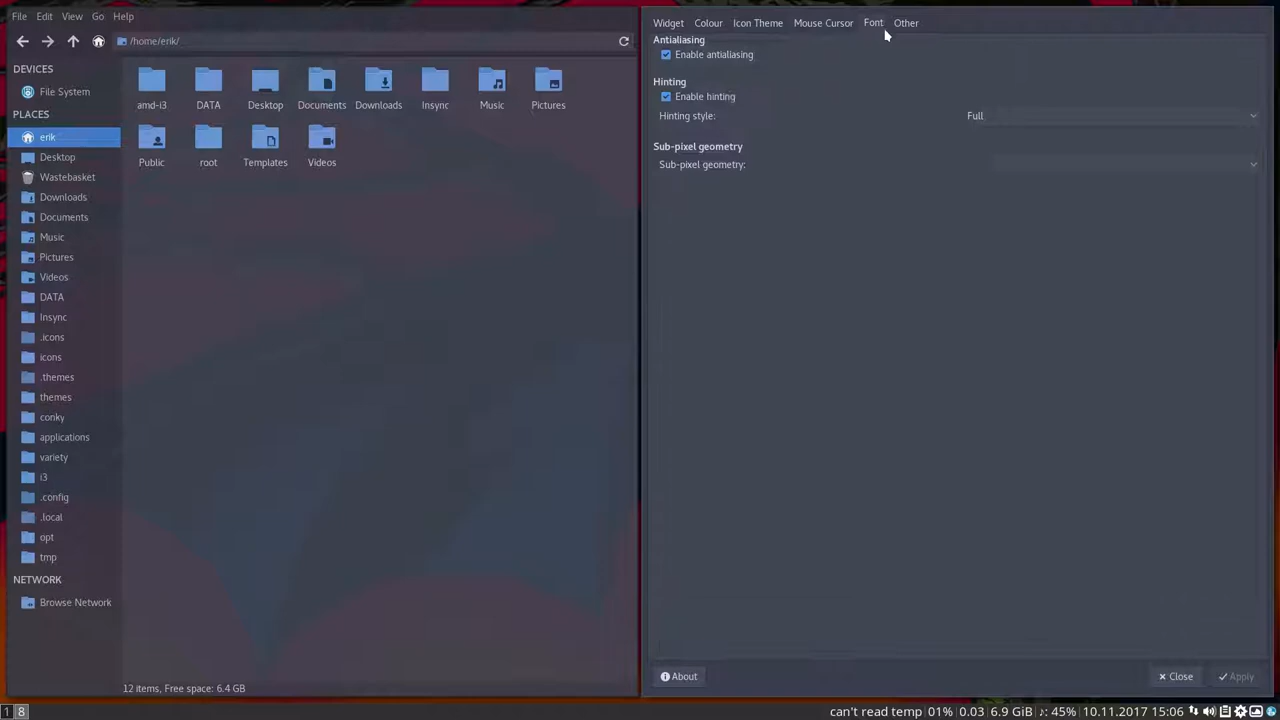 File Edit View Go Help
/home/erik/
DEVICES
File System
PLACES
erik
Desktop
Wastebasket
Downloads
Documents
Music
Pictures
Videos
DATA
Insync
.icons
icons
.themes
themes
conky
applications
variety
i3
.config
.local
opt
tmp
NETWORK
Browse Network
amd-i3 DATA Desktop Documents Downloads Insync Music Pictures
Public root Templates Videos
12 items, Free space: 6.4 GB
Widget Colour Icon Theme Mouse Cursor Font Other
Antialiasing
Enable antialiasing
Hinting
Enable hinting
Hinting style: Full
Sub-pixel geometry
Sub-pixel geometry:
About Close Apply
1 8 can't read temp | 01% | 0.03 | 6.9 GiB | ♪: 45% | 10.11.2017 15:06